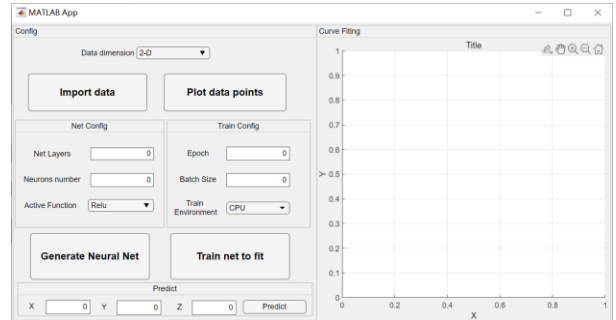 MATLAB App
Config
Data dimension 2-D
Import data Plot data points
Net Config Train Config
Net Layers 0 Epoch 0
Neurons number 0 Batch Size 0
Active Function Relu Train Environment CPU
Generate Neural Net Train net to fit
Predict
X 0 Y 0 Z 0 Predict
Curve Fiting
Title
1
0.9
0.8
0.7
0.6
Y 0.5
0.4
0.3
0.2
0.1
0
0 0.2 0.4 0.6 0.8 1
X